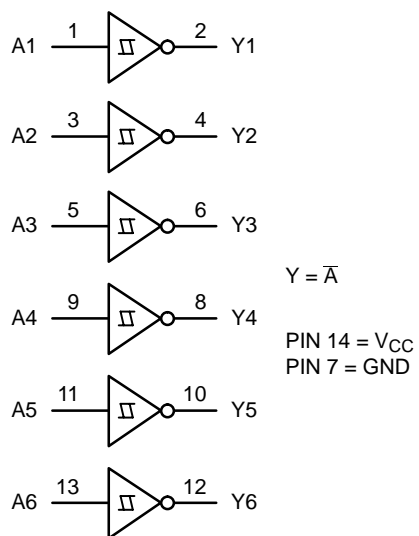 A1 1 2 Y1
A2 3 4 Y2
A3 5 6 Y3
A4 9 8 Y4
A5 11 10 Y5
A6 13 12 Y6
Y = A̅
PIN 14 = VCC
PIN 7 = GND